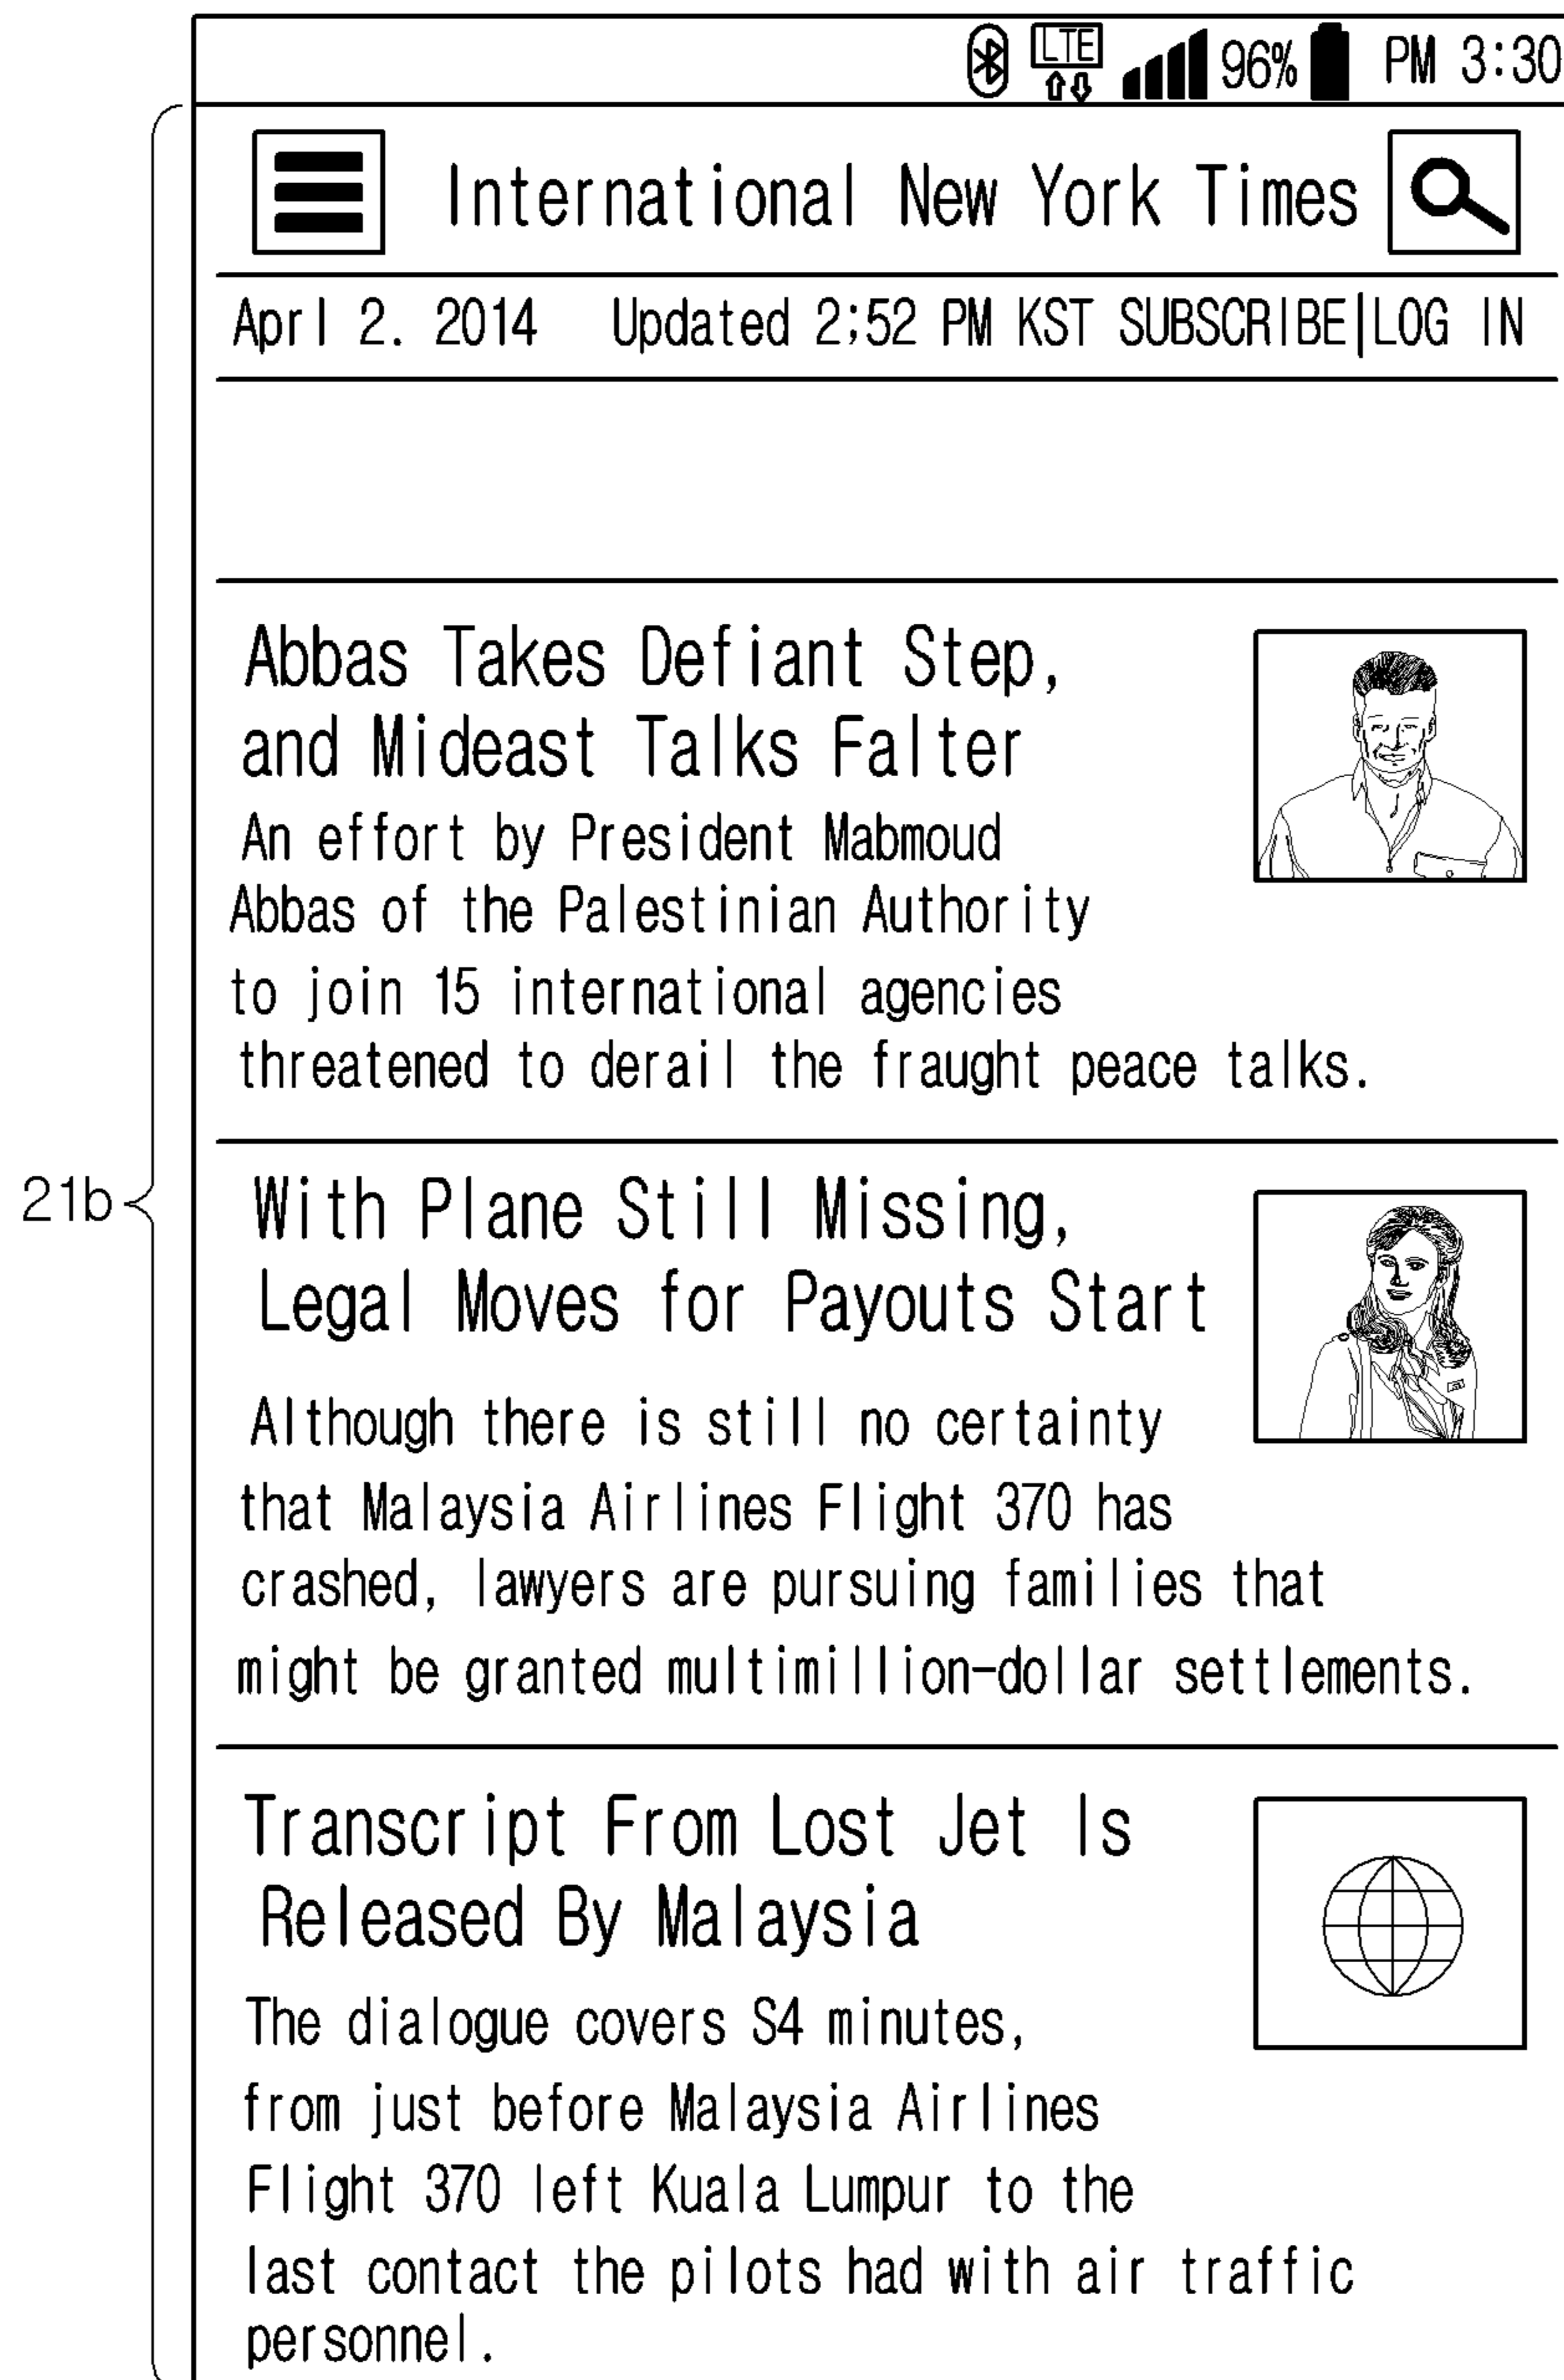 LTE 96% PM 3:30
International New York Times
Aprl 2. 2014 Updated 2;52 PM KST SUBSCRIBE|LOG IN
Abbas Takes Defiant Step,
and Mideast Talks Falter
An effort by President Mabmoud
Abbas of the Palestinian Authority
to join 15 international agencies
threatened to derail the fraught peace talks.
21b
With Plane Still Missing,
Legal Moves for Payouts Start
Although there is still no certainty
that Malaysia Airlines Flight 370 has
crashed, lawyers are pursuing families that
might be granted multimillion-dollar settlements.
Transcript From Lost Jet Is
Released By Malaysia
The dialogue covers S4 minutes,
from just before Malaysia Airlines
Flight 370 left Kuala Lumpur to the
last contact the pilots had with air traffic
personnel.